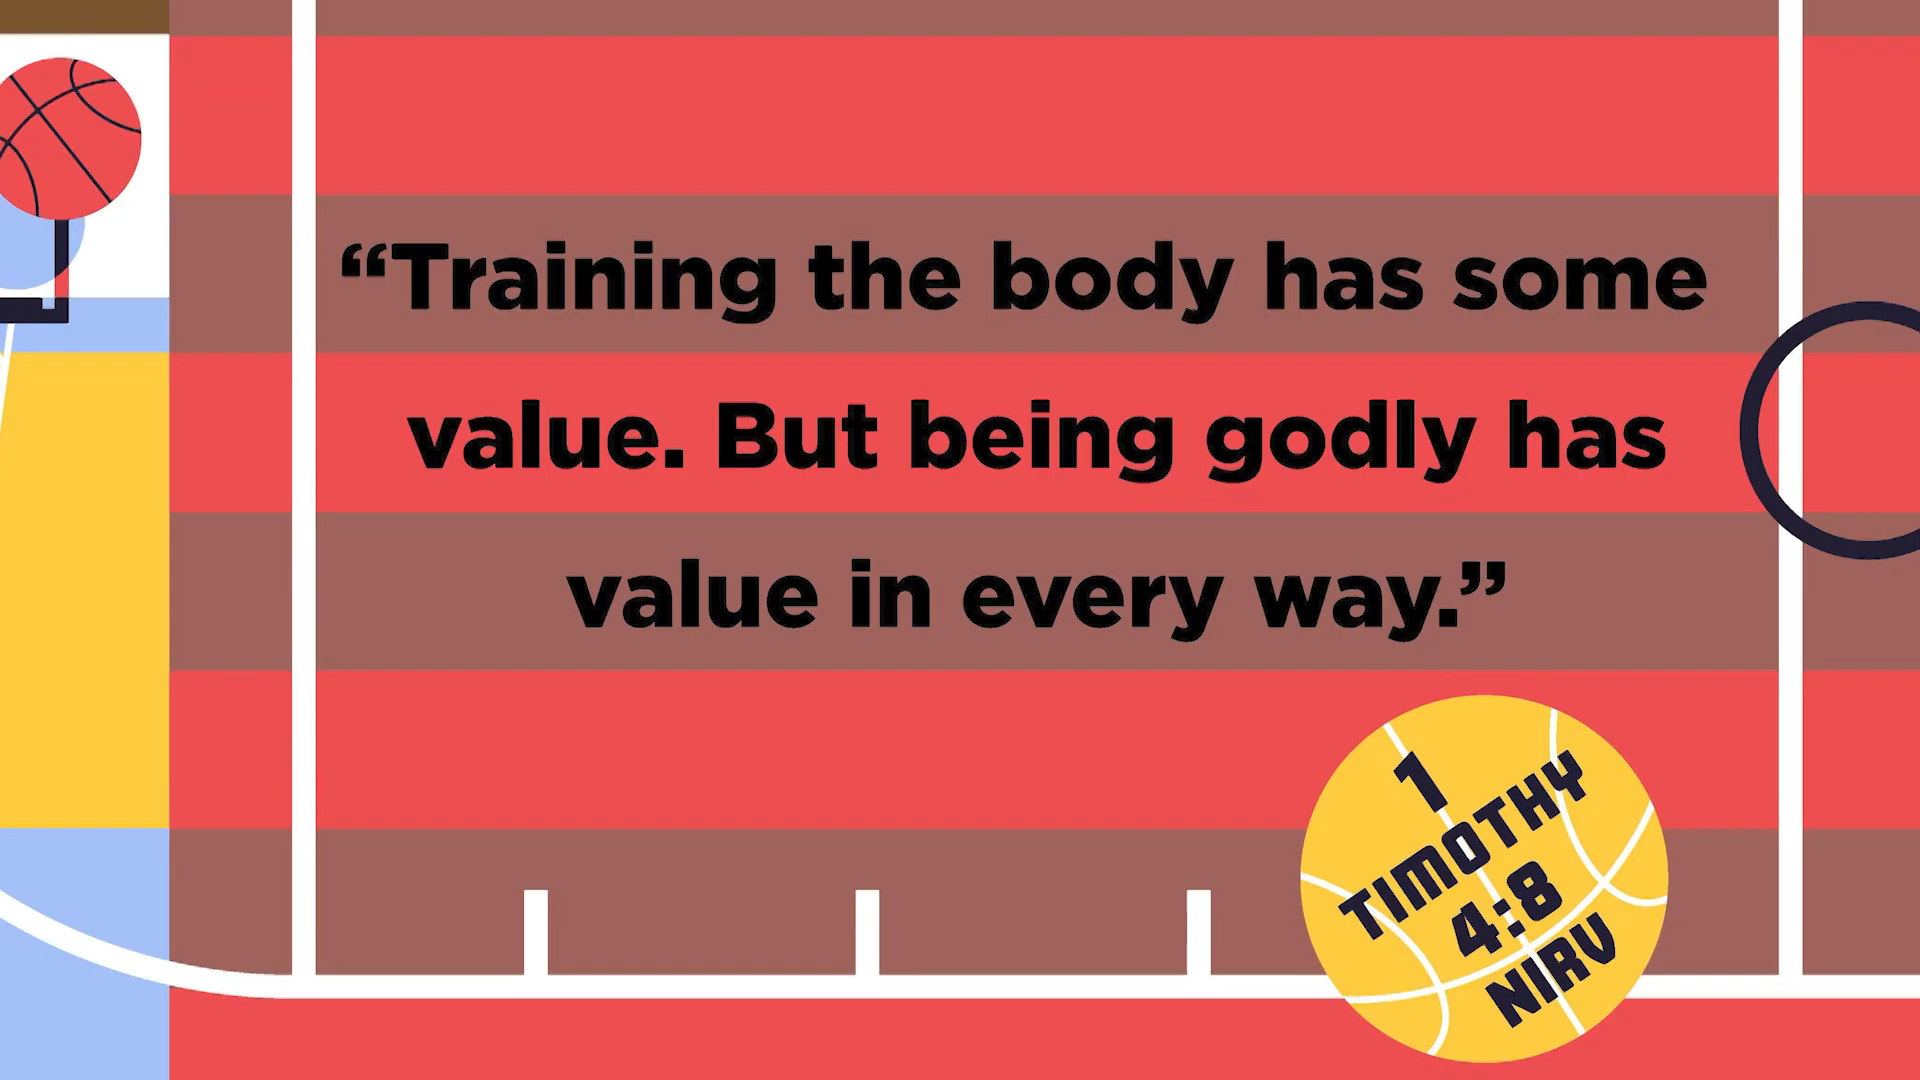 “Training the body has some
value. But being godly has
value in every way.”
1
TIMOTHY
4:8
NIRV